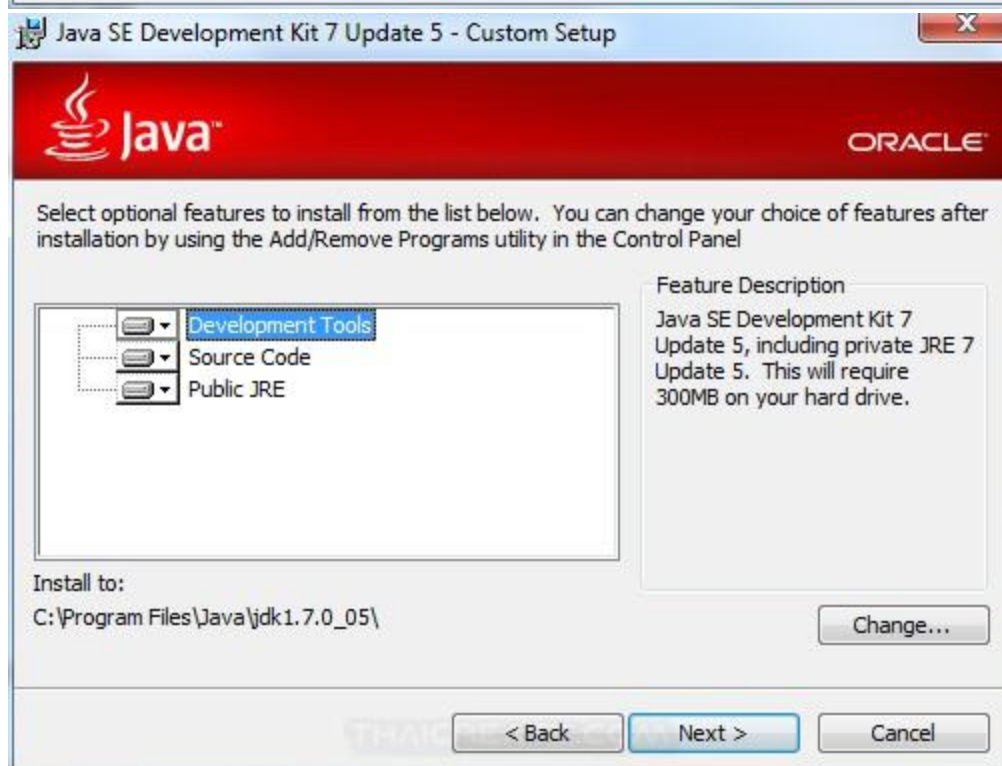 Java SE Development Kit 7 Update 5 - Custom Setup
Java™
ORACLE
Select optional features to install from the list below. You can change your choice of features after
installation by using the Add/Remove Programs utility in the Control Panel
Development Tools
Source Code
Public JRE
Feature Description
Java SE Development Kit 7
Update 5, including private JRE 7
Update 5. This will require
300MB on your hard drive.
Install to:
C:\Program Files\Java\jdk1.7.0_05\
Change...
< Back
Next >
Cancel